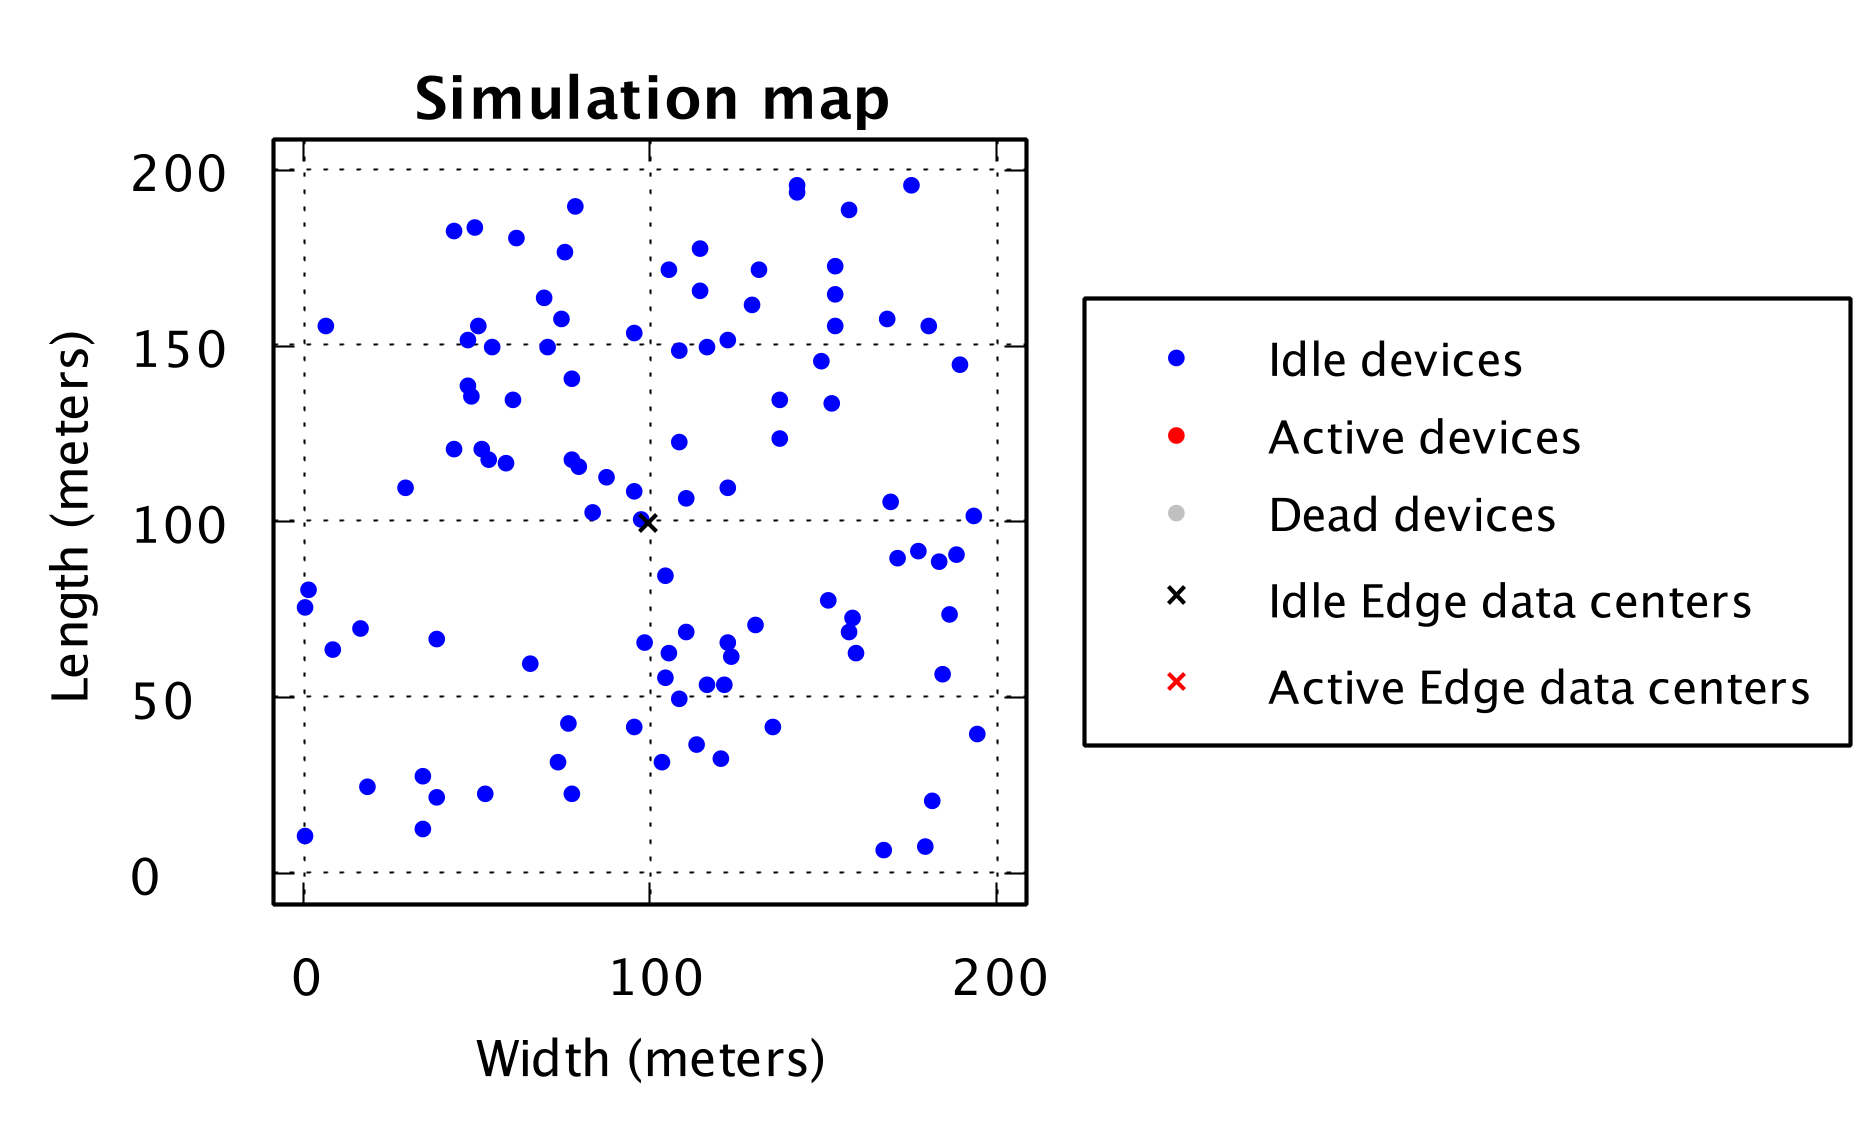 Simulation map
200
150
100
50
0
Length (meters)
0 100 200
Width (meters)
Idle devices
Active devices
Dead devices
Idle Edge data centers
Active Edge data centers